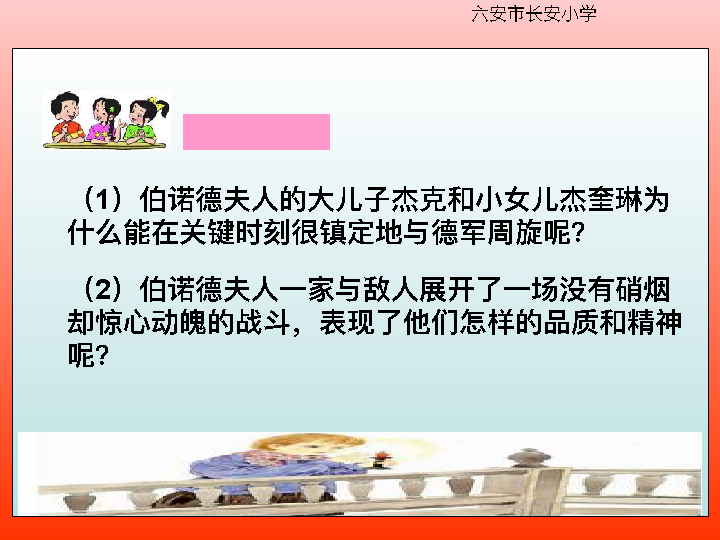 六安市长安小学
（1）伯诺德夫人的大儿子杰克和小女儿杰奎琳为
什么能在关键时刻很镇定地与德军周旋呢？
（2）伯诺德夫人一家与敌人展开了一场没有硝烟
却惊心动魄的战斗，表现了他们怎样的品质和精神
呢？